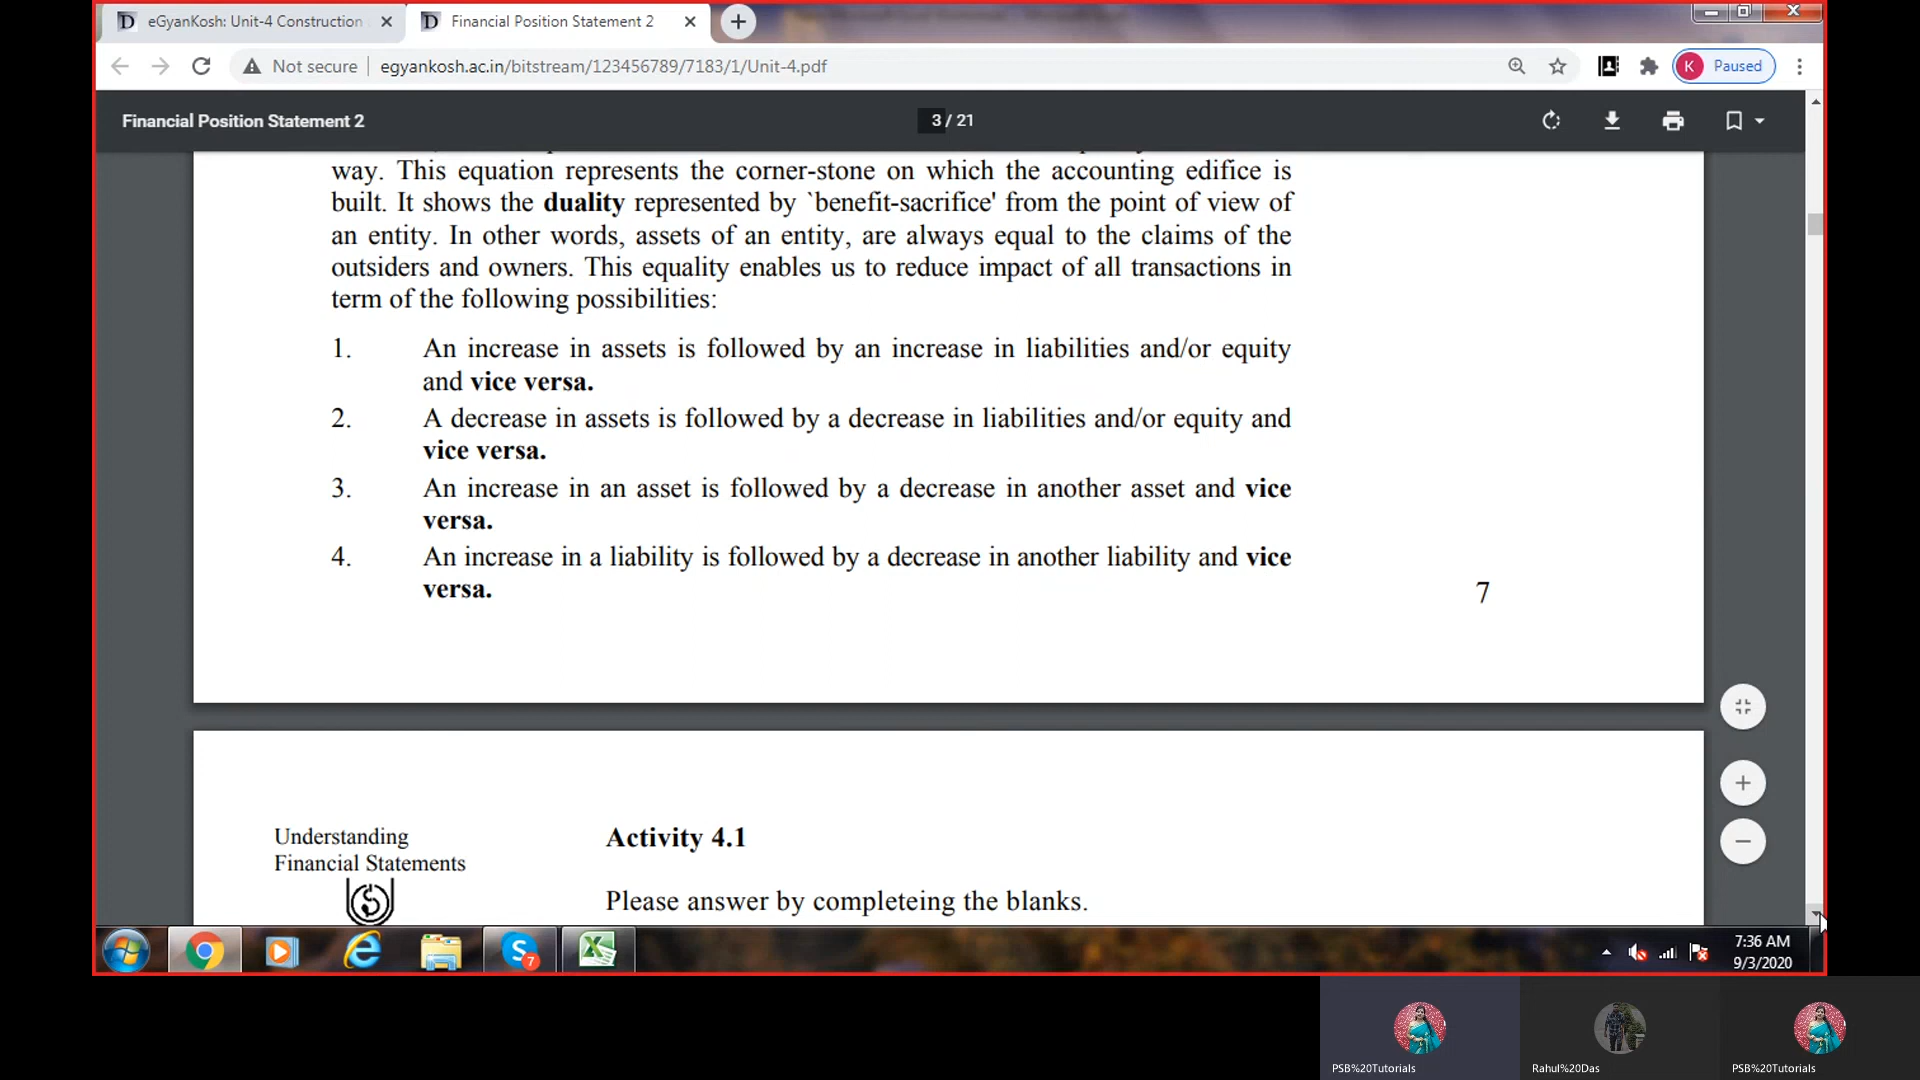 eGyanKosh: Unit-4 Construction
Financial Position Statement 2
Not secure
egyankosh.ac.in/bitstream/123456789/7183/1/Unit-4.pdf
K Paused
Financial Position Statement 2
3 / 21
way. This equation represents the corner-stone on which the accounting edifice is
built. It shows the duality represented by `benefit-sacrifice' from the point of view of
an entity. In other words, assets of an entity, are always equal to the claims of the
outsiders and owners. This equality enables us to reduce impact of all transactions in
term of the following possibilities:
1. An increase in assets is followed by an increase in liabilities and/or equity
and vice versa.
2. A decrease in assets is followed by a decrease in liabilities and/or equity and
vice versa.
3. An increase in an asset is followed by a decrease in another asset and vice
versa.
4. An increase in a liability is followed by a decrease in another liability and vice
versa.
7
Understanding
Financial Statements
Activity 4.1
Please answer by completeing the blanks.
7
7:36 AM
9/3/2020
PSB%20Tutorials
Rahul%20Das
PSB%20Tutorials